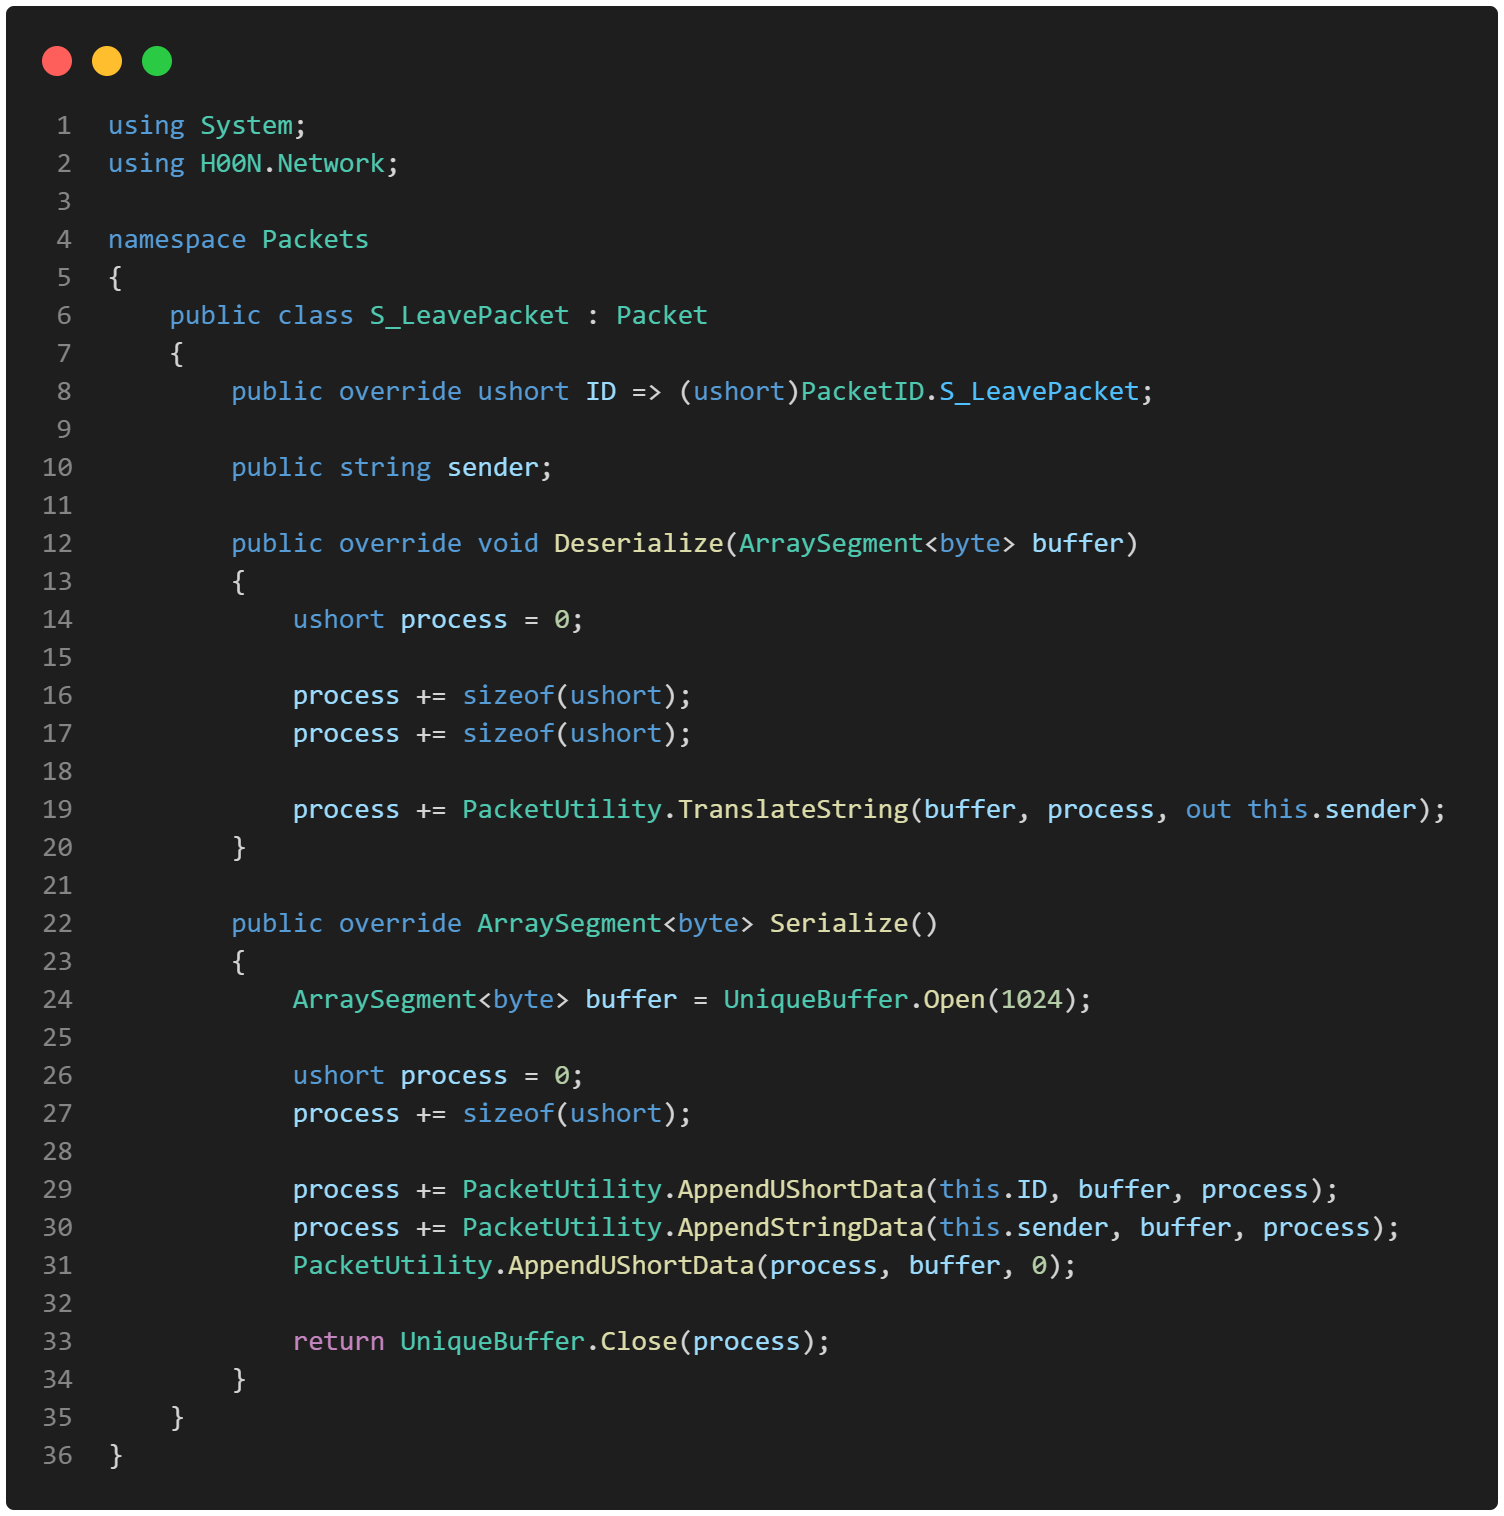 1 using System;
2 using H00N.Network;
3
4 namespace Packets
5 {
6     public class S_LeavePacket : Packet
7     {
8         public override ushort ID => (ushort)PacketID.S_LeavePacket;
9
10         public string sender;
11
12         public override void Deserialize(ArraySegment<byte> buffer)
13         {
14             ushort process = 0;
15
16             process += sizeof(ushort);
17             process += sizeof(ushort);
18
19             process += PacketUtility.TranslateString(buffer, process, out this.sender);
20         }
21
22         public override ArraySegment<byte> Serialize()
23         {
24             ArraySegment<byte> buffer = UniqueBuffer.Open(1024);
25
26             ushort process = 0;
27             process += sizeof(ushort);
28
29             process += PacketUtility.AppendUShortData(this.ID, buffer, process);
30             process += PacketUtility.AppendStringData(this.sender, buffer, process);
31             PacketUtility.AppendUShortData(process, buffer, 0);
32
33             return UniqueBuffer.Close(process);
34         }
35     }
36 }